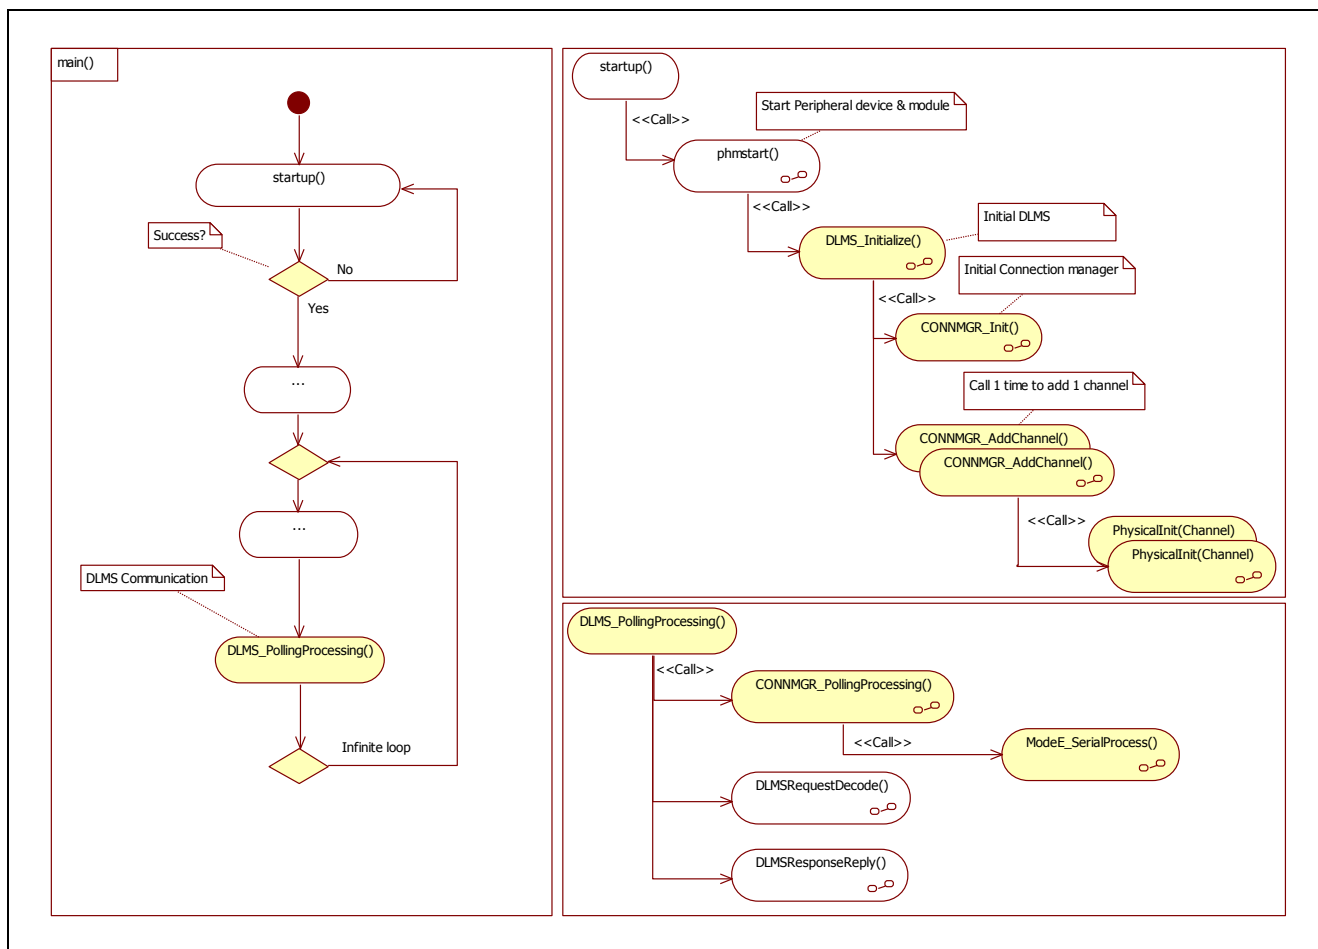 main()
startup()
Success?
No
Yes
...
...
DLMS Communication
DLMS_PollingProcessing()
Infinite loop
startup()
<<Call>>
Start Peripheral device & module
phmstart()
<<Call>>
Initial DLMS
DLMS_Initialize()
Initial Connection manager
<<Call>>
CONNMGR_Init()
Call 1 time to add 1 channel
CONNMGR_AddChannel()
CONNMGR_AddChannel()
<<Call>>
PhysicalInit(Channel)
PhysicalInit(Channel)
DLMS_PollingProcessing()
<<Call>>
CONNMGR_PollingProcessing()
<<Call>>
ModeE_SerialProcess()
DLMSRequestDecode()
DLMSResponseReply()